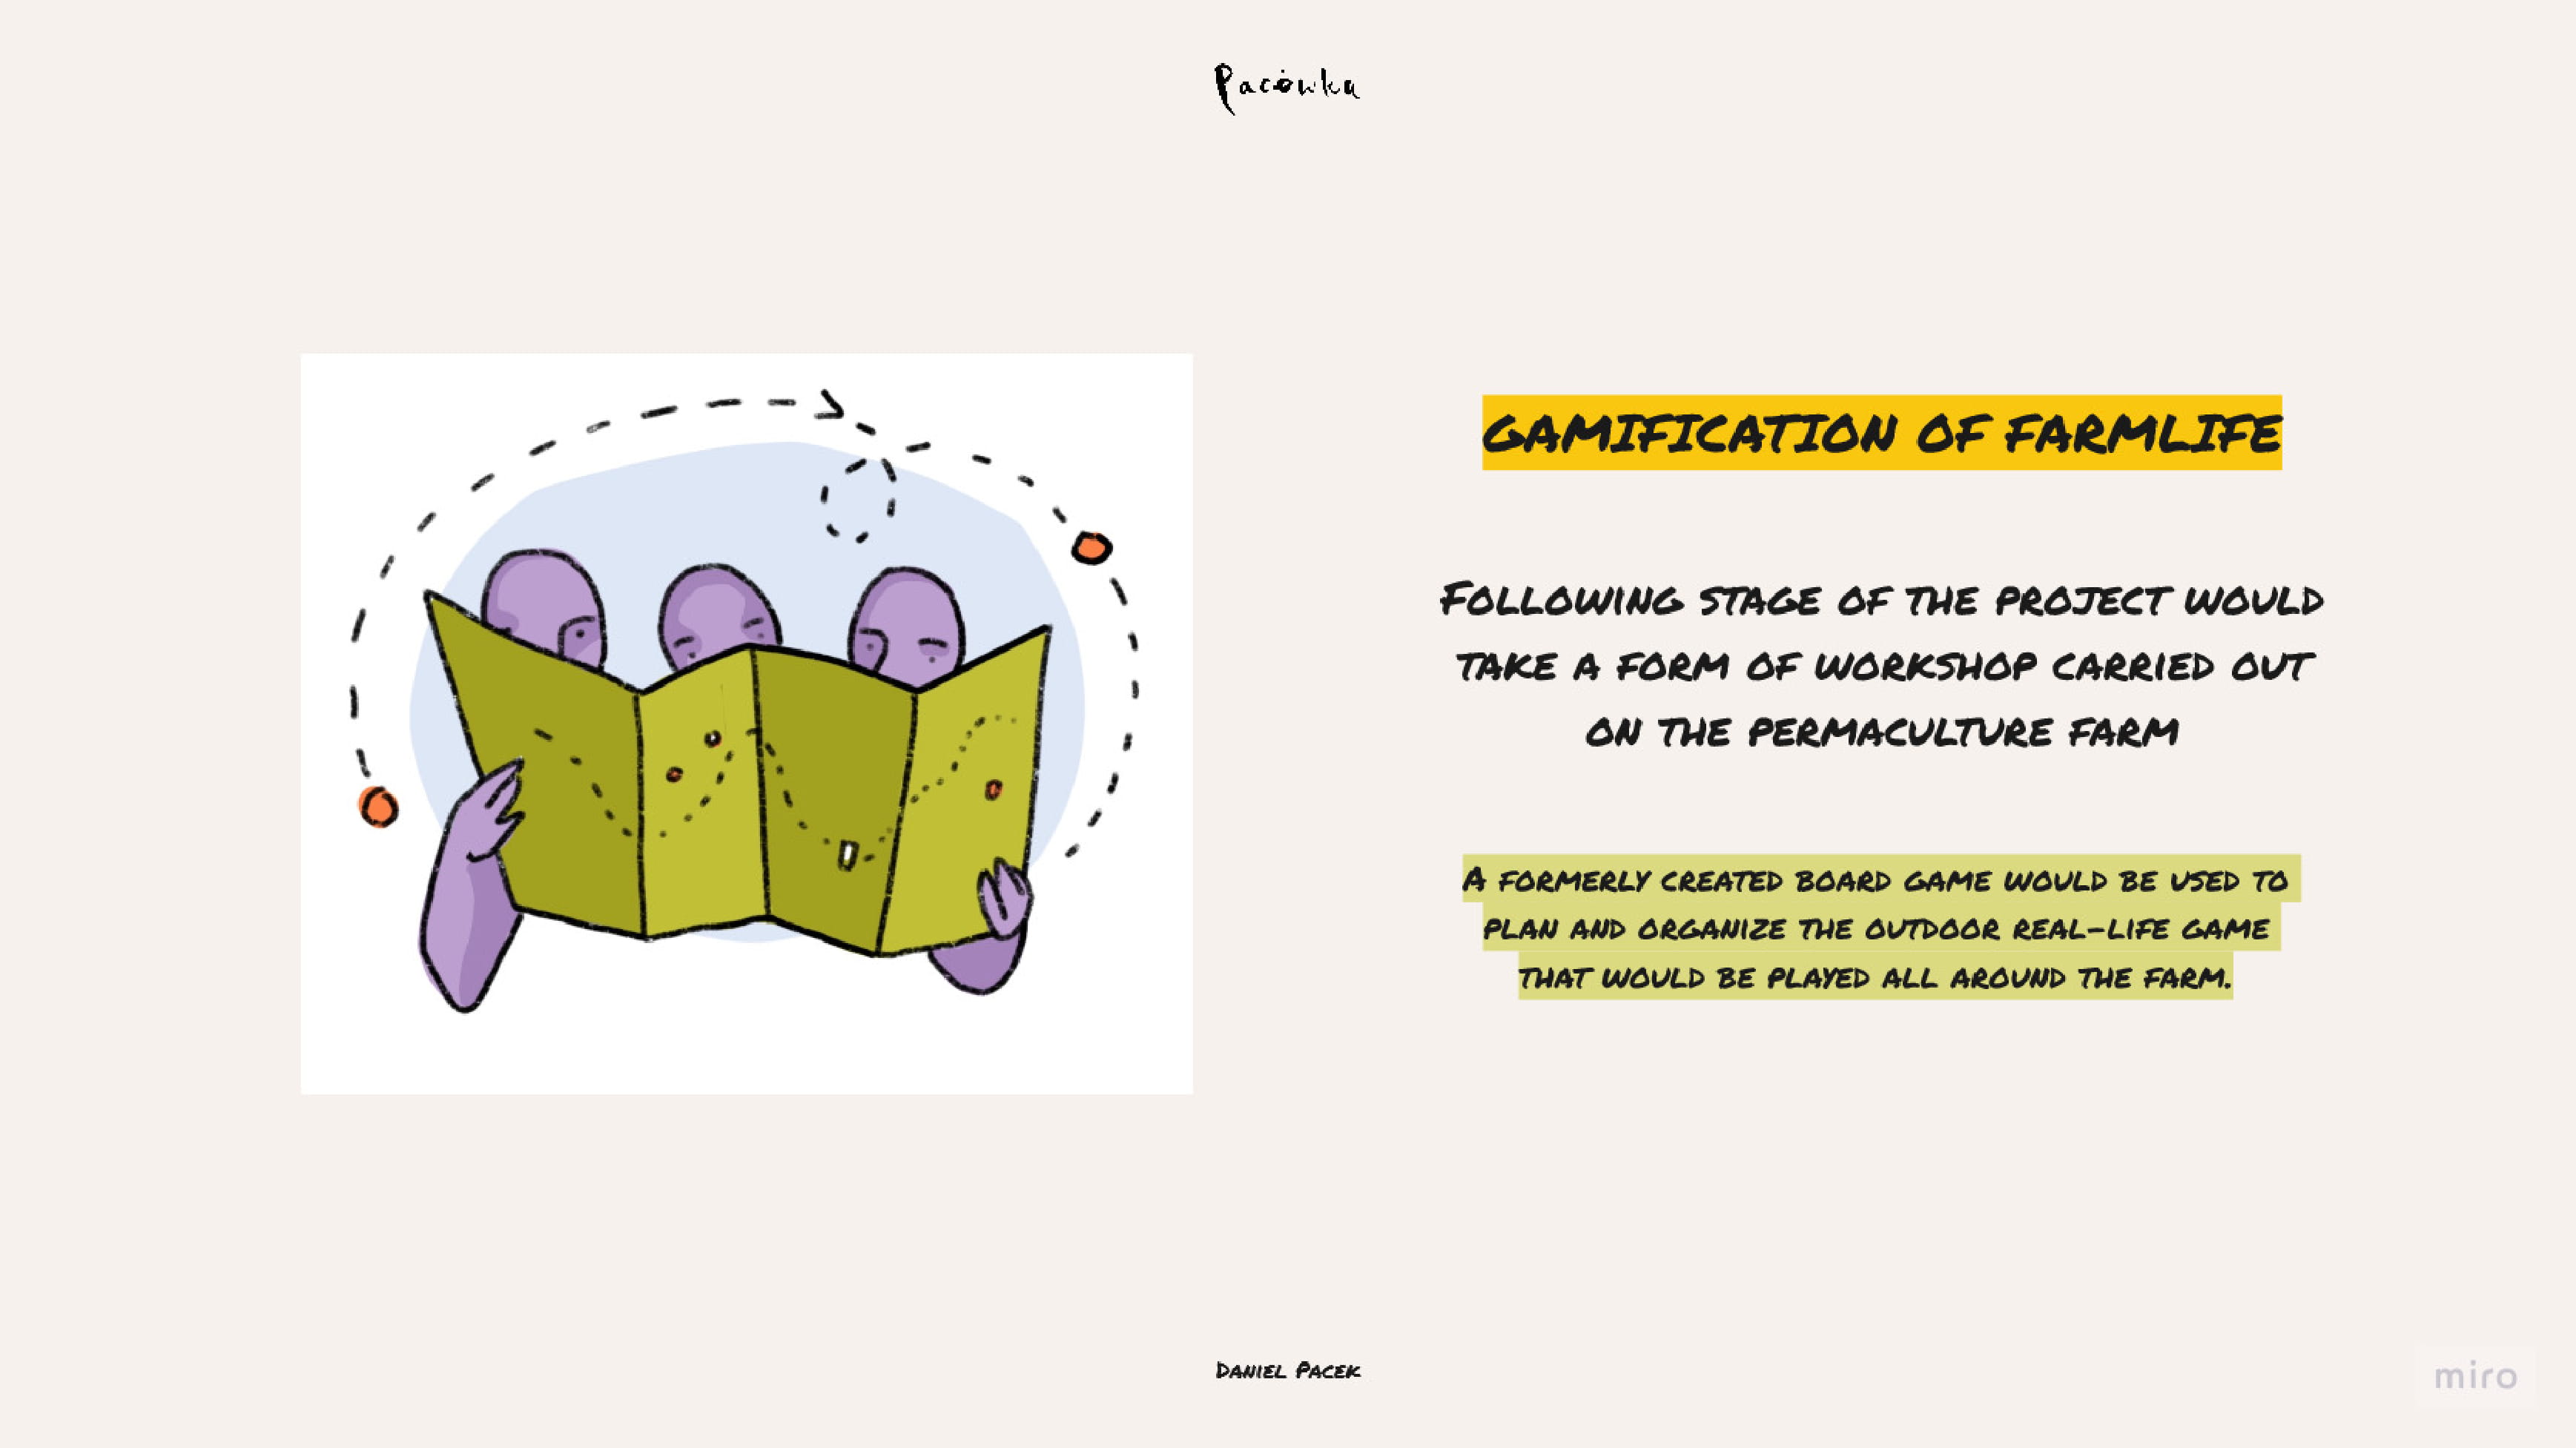 Pacówka
GAMIFICATION OF FARMLIFE
Following stage of the project would
take a form of workshop carried out
on the permaculture farm
A formerly created board game would be used to
plan and organize the outdoor real-life game
that would be played all around the farm.
Daniel Pacek
miro